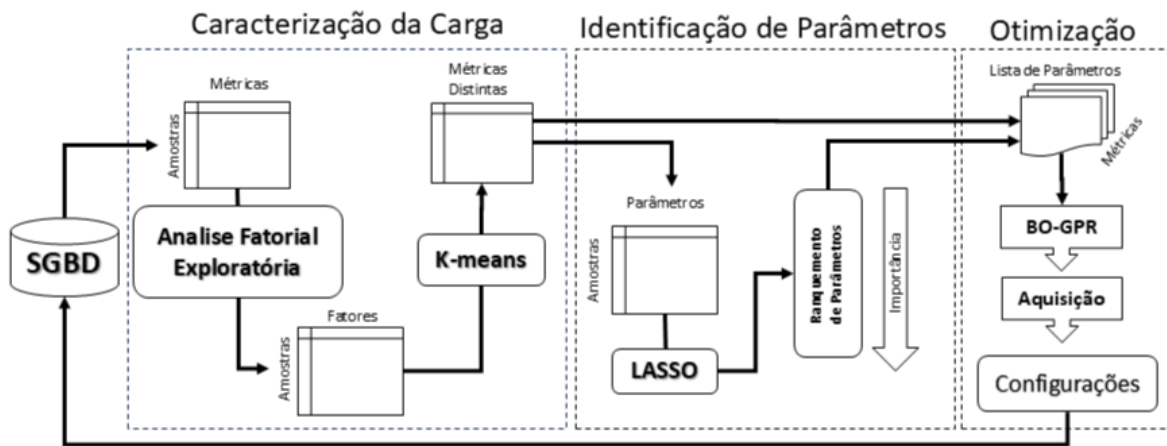 Caracterização da Carga
Identificação de Parâmetros
Otimização
Métricas
Amostras
SGBD
Analise Fatorial
Exploratória
Fatores
Amostras
K-means
Métricas
Distintas
Parâmetros
Amostras
LASSO
Ranquemento
de Parâmetros
Importância
Lista de Parâmetros
Métricas
BO-GPR
Aquisição
Configurações